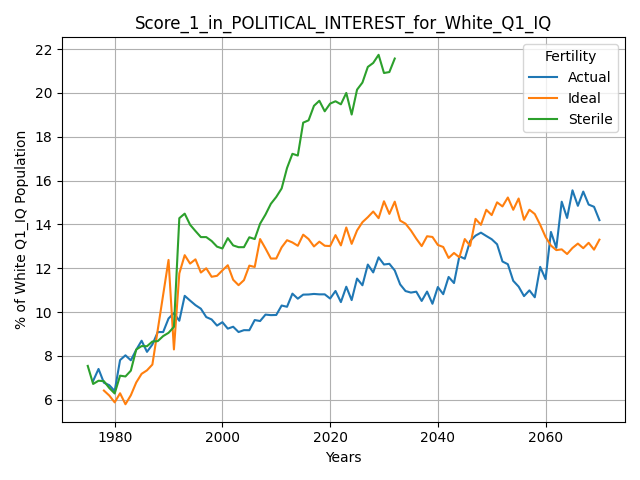 Score_1_in_POLITICAL_INTEREST_for_White_Q1_IQ
% of White Q1_IQ Population
22
20
18
16
14
12
10
8
6
Fertility
Actual
Ideal
Sterile
1980
2000
2020
2040
2060
Years